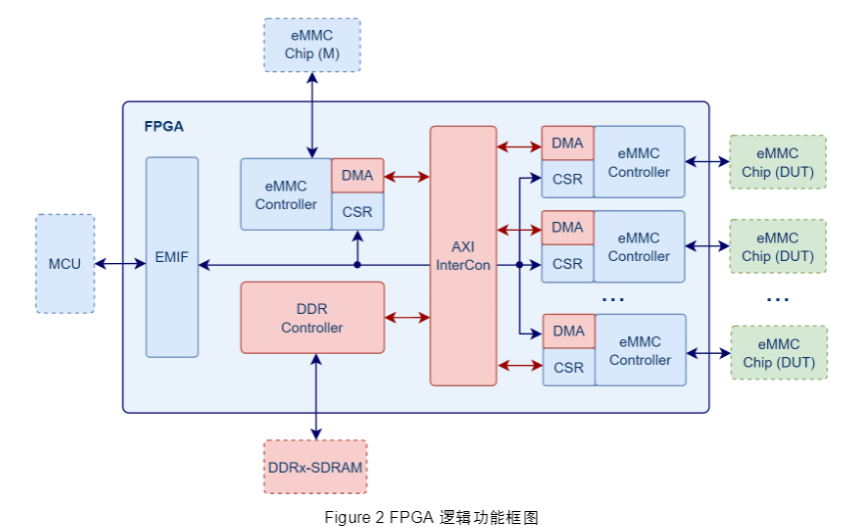 eMMC
Chip (M)
FPGA
MCU
EMIF
eMMC
Controller
DMA
CSR
DDR
Controller
DDRx-SDRAM
AXI
InterCon
DMA
CSR
eMMC
Controller
eMMC
Chip (DUT)
DMA
CSR
eMMC
Controller
eMMC
Chip (DUT)
...
...
DMA
CSR
eMMC
Controller
eMMC
Chip (DUT)
Figure 2 FPGA 逻辑功能框图